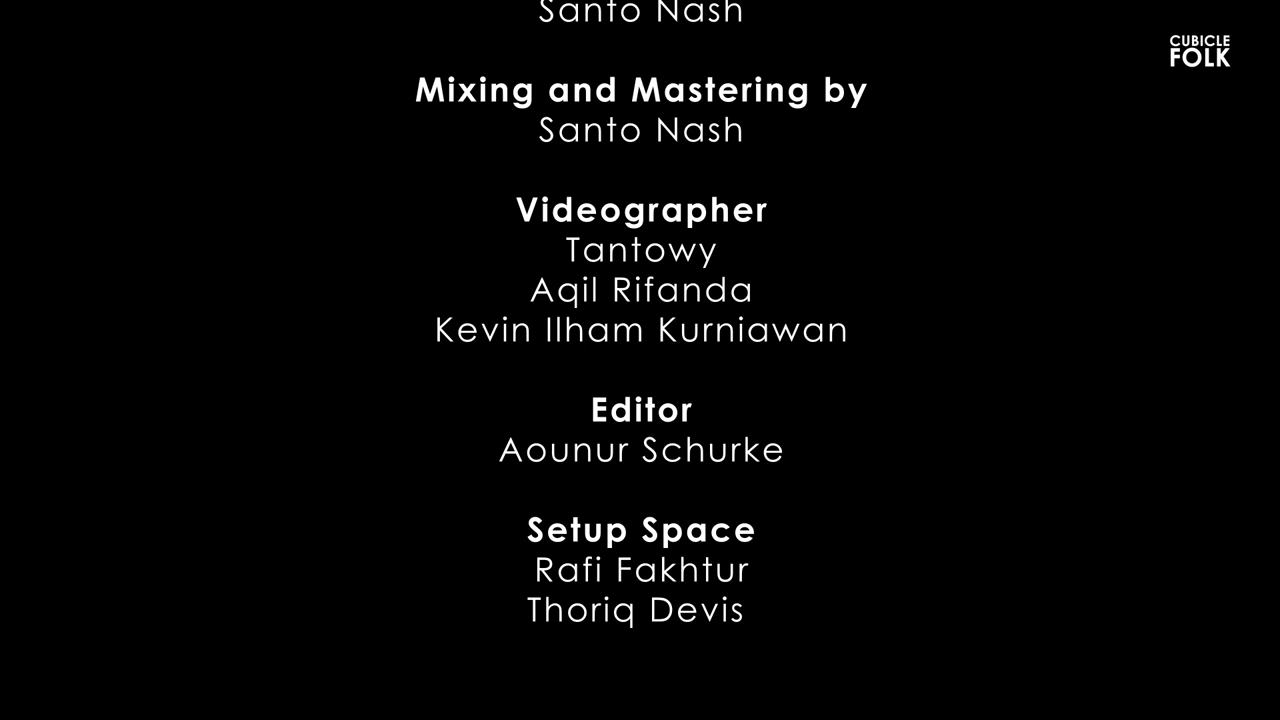 Santo Nash
CUBICLE
FOLK
Mixing and Mastering by
Santo Nash
Videographer
Tantowy
Aqil Rifanda
Kevin Ilham Kurniawan
Editor
Aounur Schurke
Setup Space
Rafi Fakhtur
Thoriq Devis